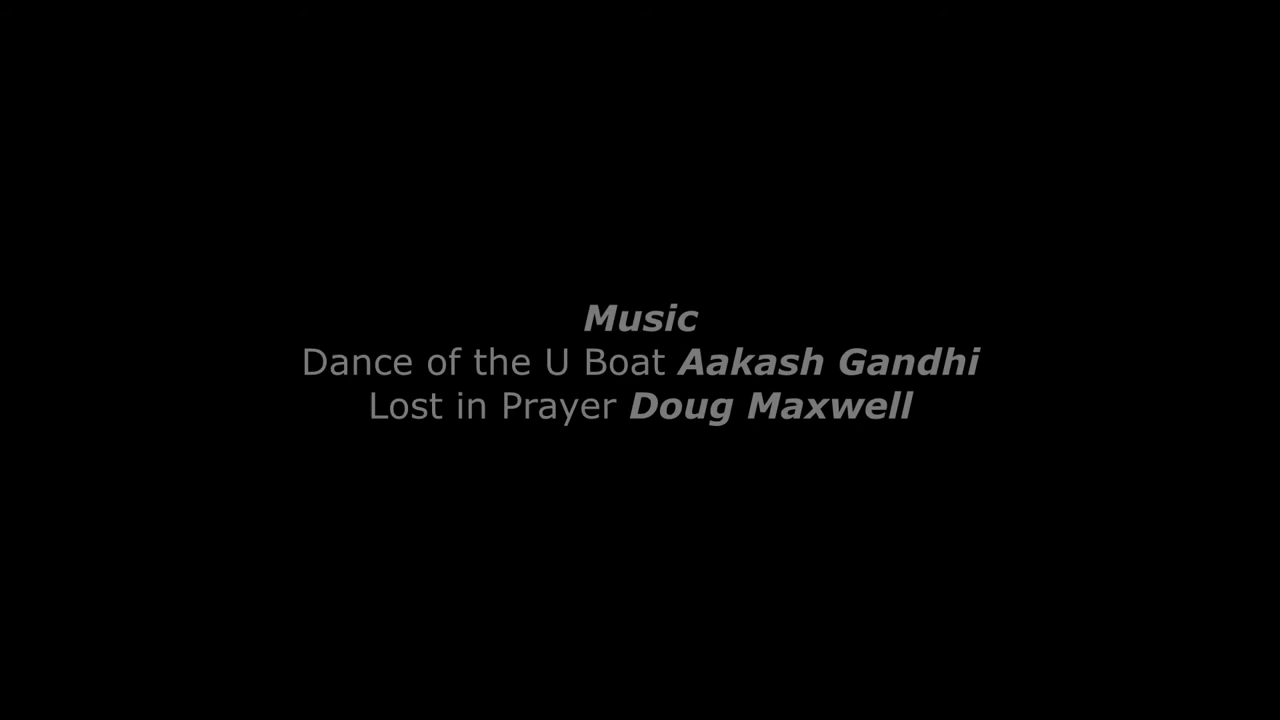 Music
Dance of the U Boat Aakash Gandhi
Lost in Prayer Doug Maxwell